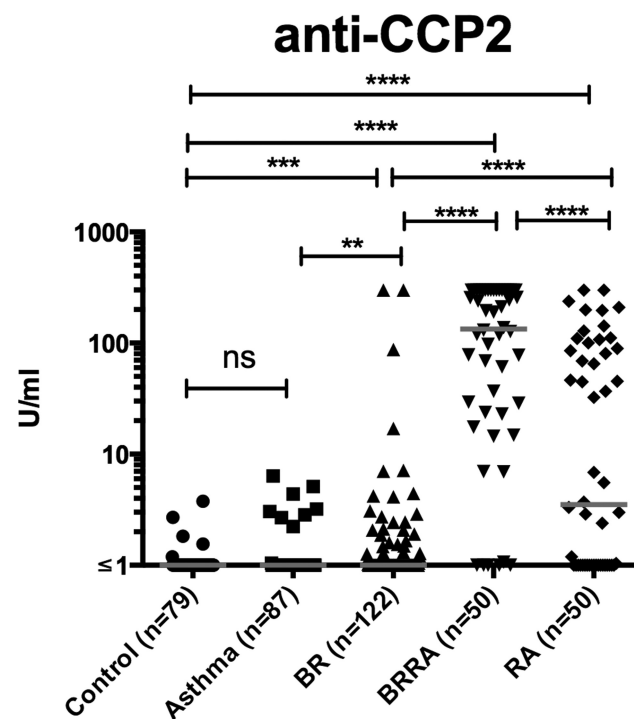 anti-CCP2
****
****
***
****
****
****
**
ns
U/ml
1000
100
10
≤ 1
Control (n=79)
Asthma (n=87)
BR (n=122)
BRRA (n=50)
RA (n=50)